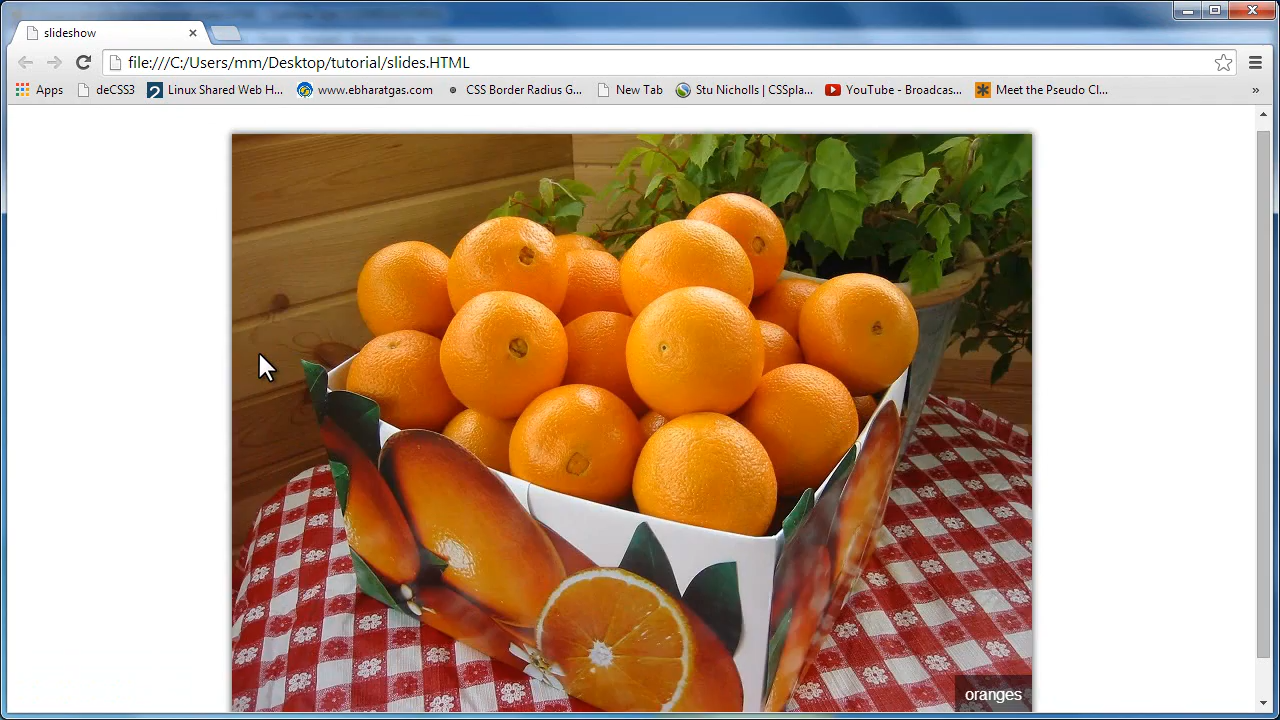 slideshow
file:///C:/Users/mm/Desktop/tutorial/slides.HTML
Apps deCSS3 Linux Shared Web H... www.ebharatgas.com CSS Border Radius G... New Tab Stu Nicholls | CSSpla... YouTube - Broadcas... Meet the Pseudo Cl... »
oranges